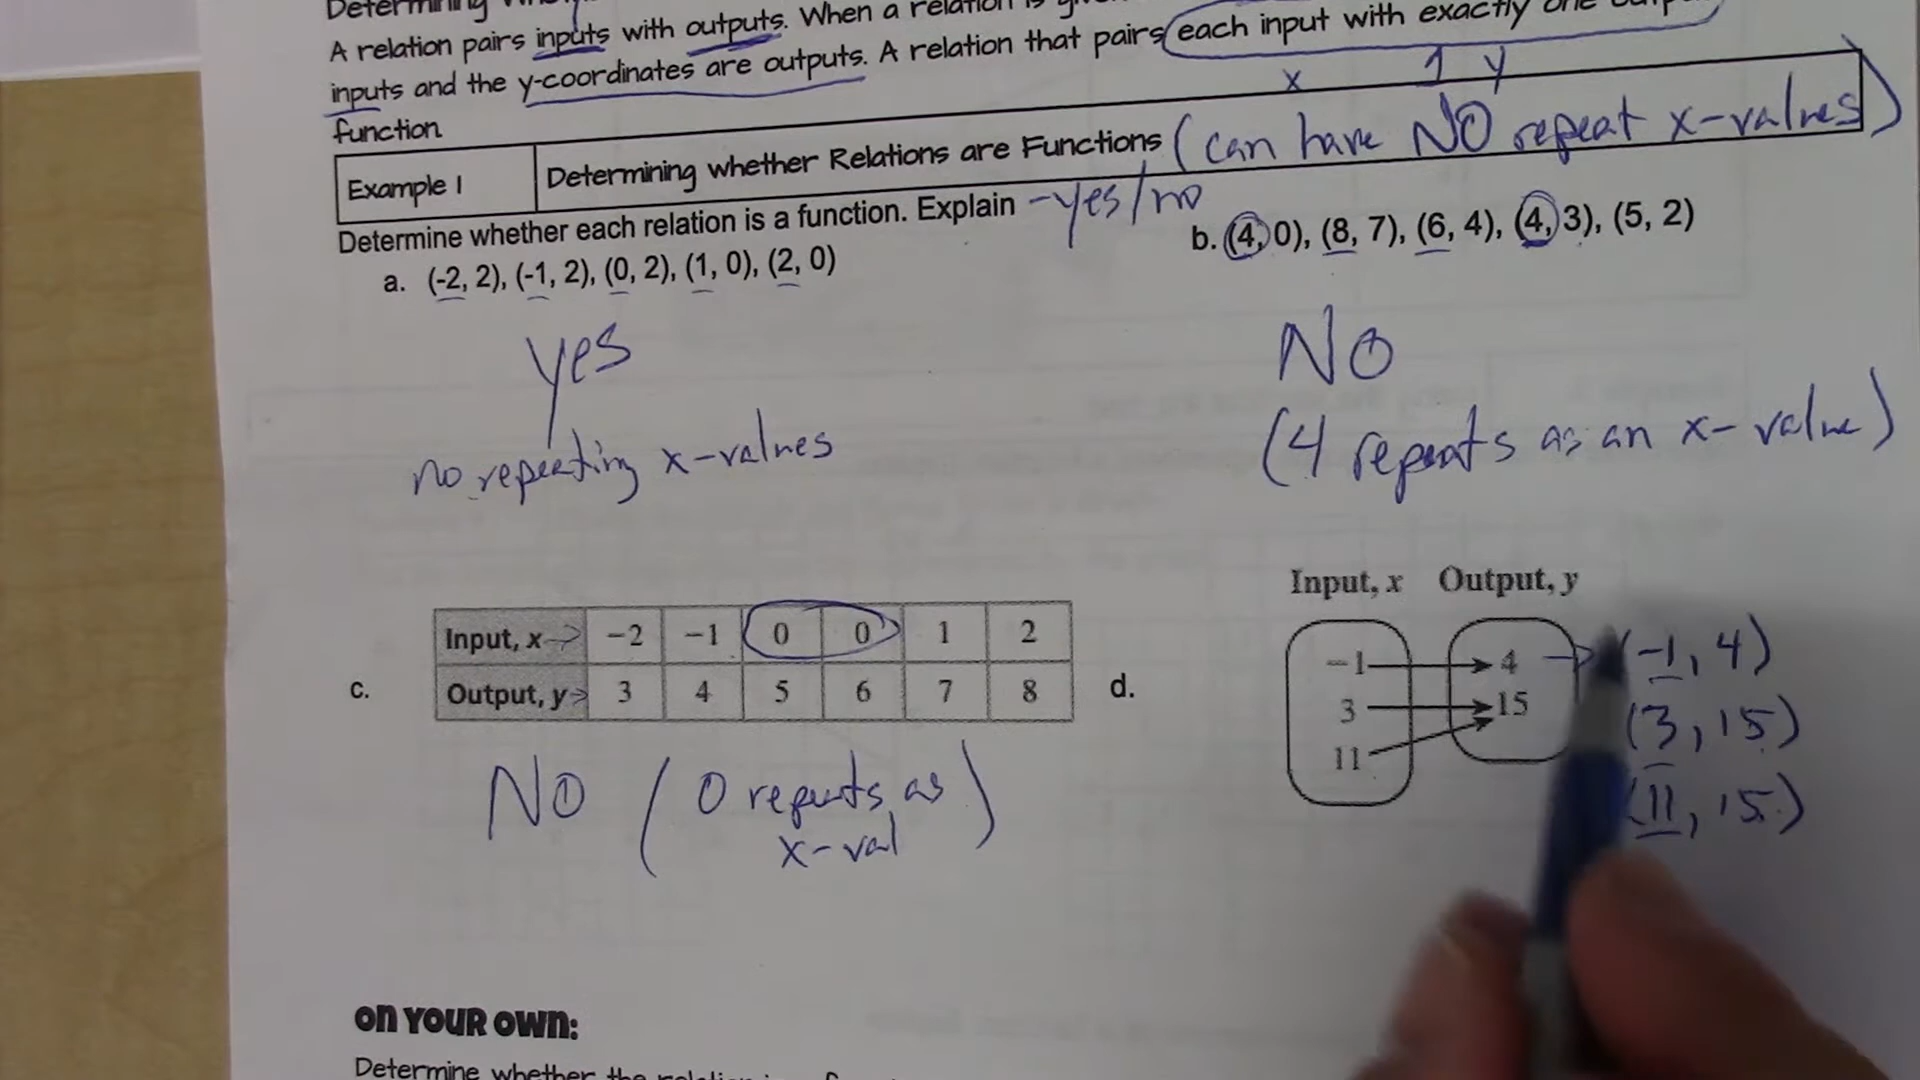 Determining
A relation pairs inputs with outputs. When a relation is
inputs and the y-coordinates are outputs. A relation that pairs each input with exactly one
x 1 y
function
Example 1 Determining whether Relations are Functions (can have NO repeat x-values)
Determine whether each relation is a function. Explain -yes/no
a. (-2, 2), (-1, 2), (0, 2), (1, 0), (2, 0)
b. (4, 0), (8, 7), (6, 4), (4, 3), (5, 2)
yes
no repeating x-values
NO
(4 repeats as an x-value)
c.
Input, x → −2 −1 0 0 1 2
Output, y → 3 4 5 6 7 8
NO (0 repeats as
x-val)
d.
Input, x Output, y
−1 4 → (-1, 4)
3 15 (3, 15)
11 (11, 15)
On Your Own:
Determine whether the relation